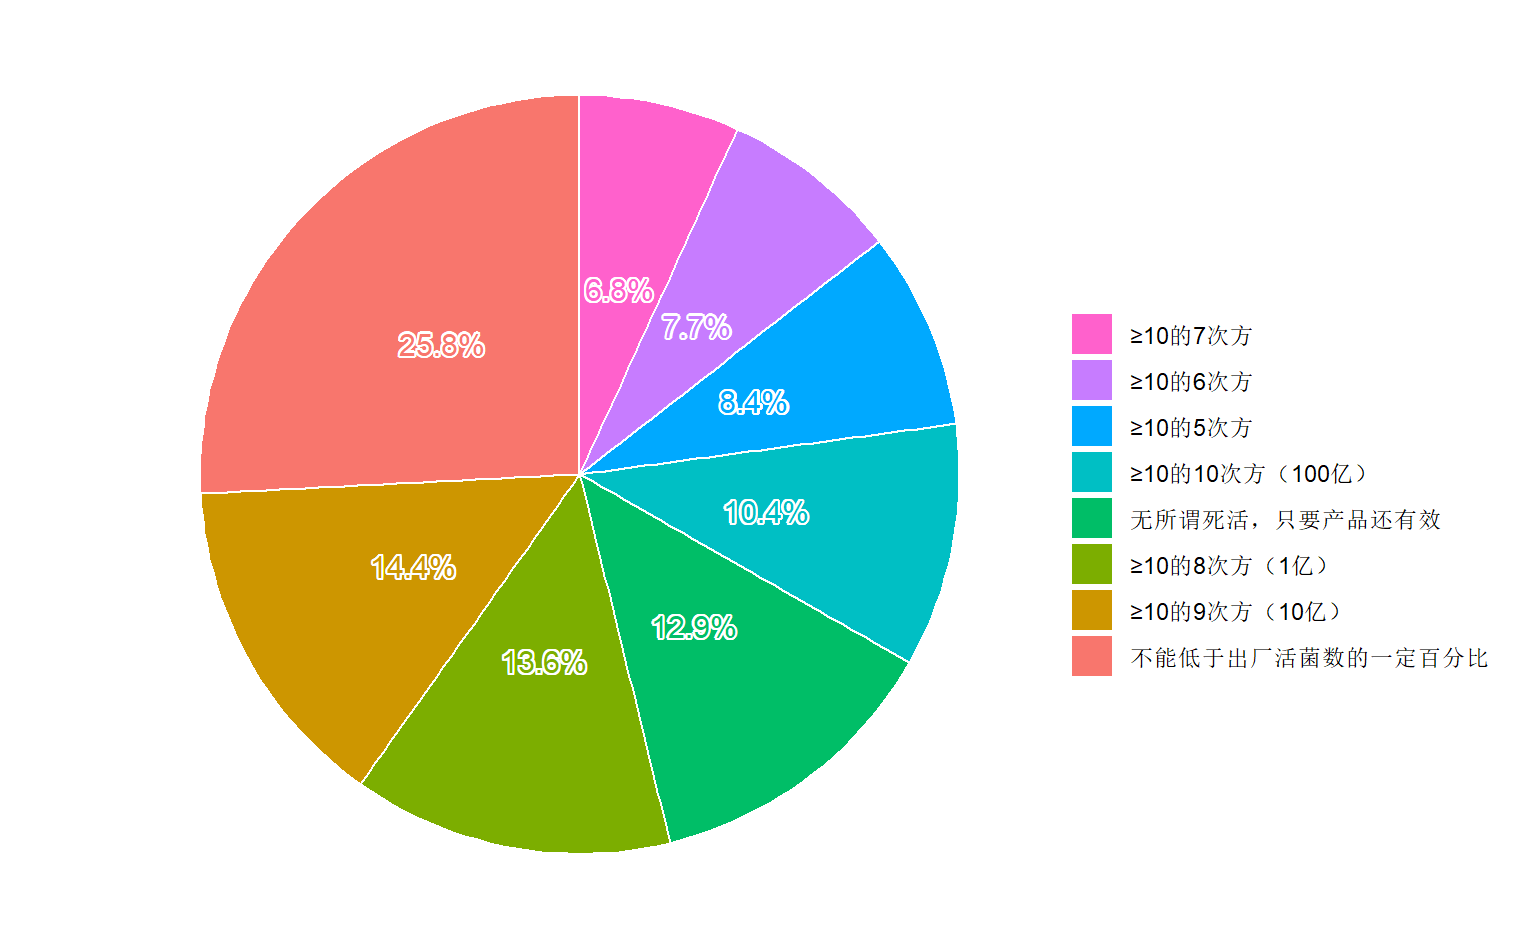 6.8%
7.7%
25.8%
8.4%
10.4%
14.4%
12.9%
13.6%
≥10的7次方
≥10的6次方
≥10的5次方
≥10的10次方（100亿）
无所谓死活，只要产品还有效
≥10的8次方（1亿）
≥10的9次方（10亿）
不能低于出厂活菌数的一定百分比